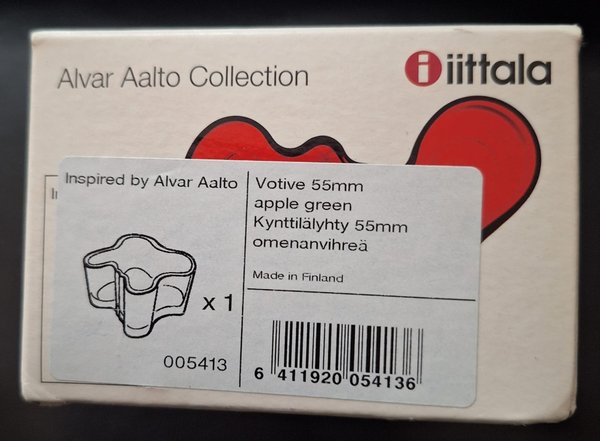 Alvar Aalto Collection
iittala
Inspired by Alvar Aalto
x 1
005413
Votive 55mm
apple green
Kynttilälyhty 55mm
omenanvihreä
Made in Finland
6 411920 054136